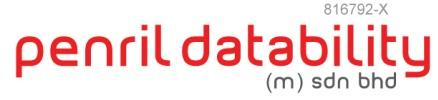 816792-X
penril datability
(m) sdn bhd